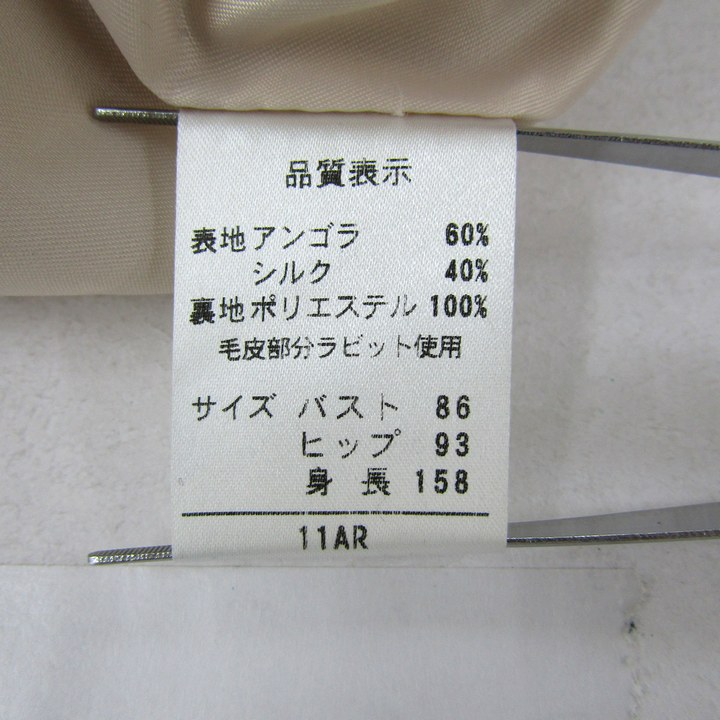 品質表示
表地アンゴラ 60%
シルク 40%
裏地ポリエステル 100%
毛皮部分ラビット使用
サイズ バスト 86
ヒップ 93
身長 158
11AR